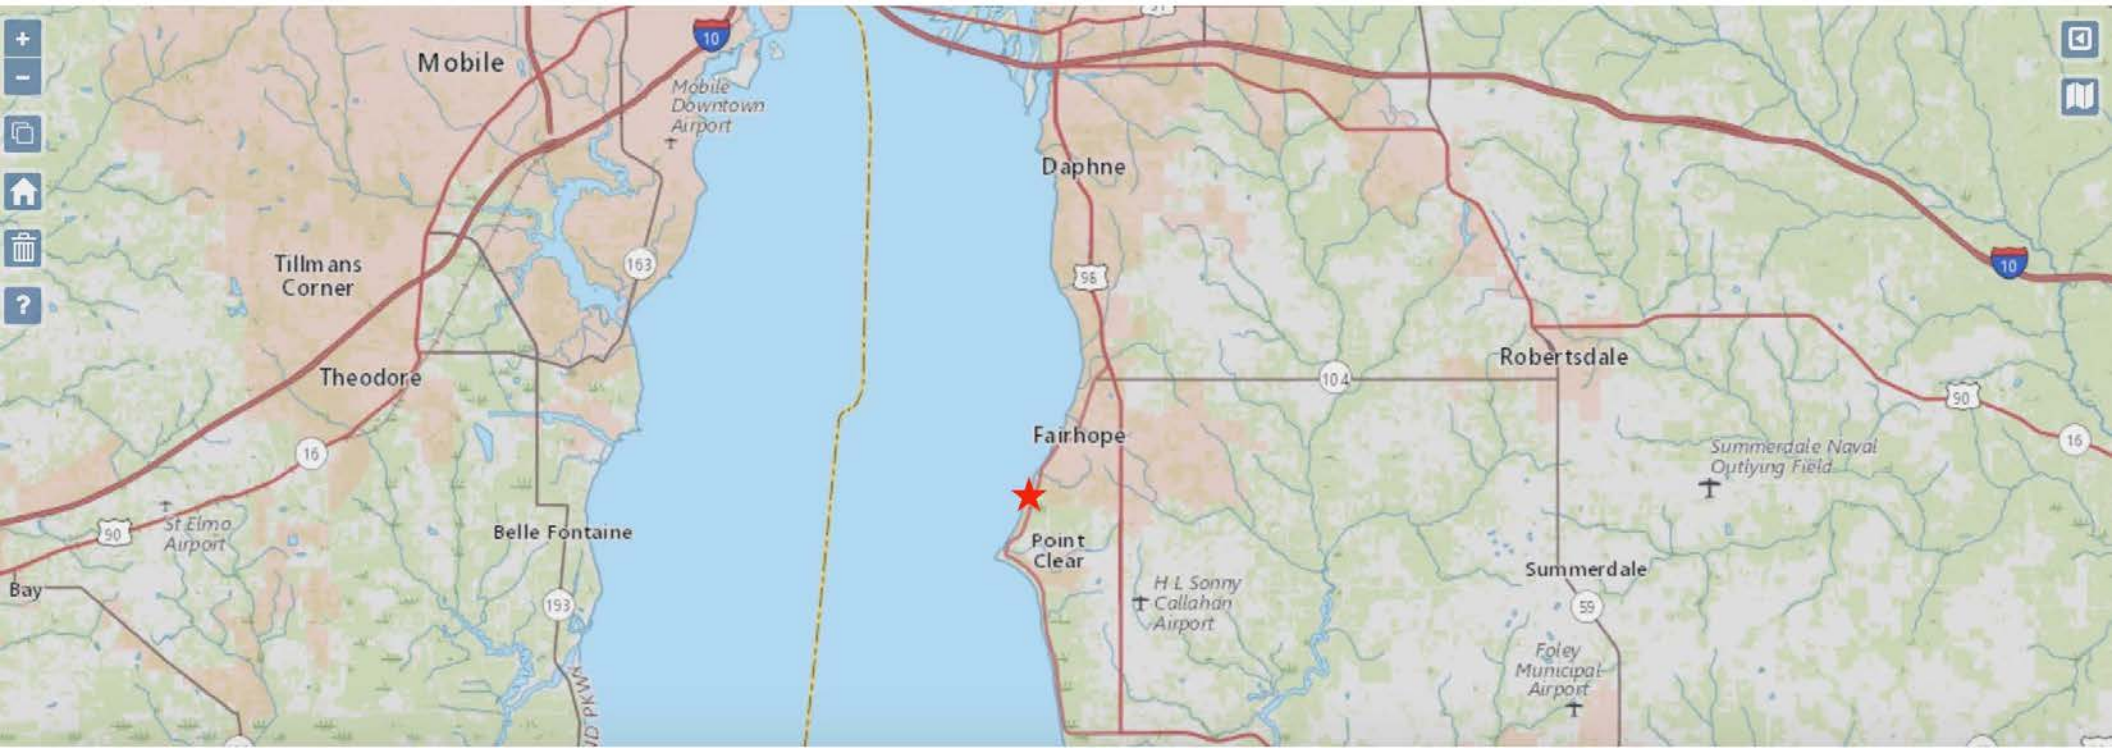 +
−
?
Mobile
10
Mobile
Downtown
Airport
Daphne
Tillmans
Corner
163
98
10
Theodore
104
Robertsdale
90
Fairhope
16
16
Summerdale Naval
Outlying Field
St Elmo
Airport
90
Belle Fontaine
Point
Clear
Summerdale
Bay
H L Sonny
Callahan
Airport
193
59
Foley
Municipal
Airport